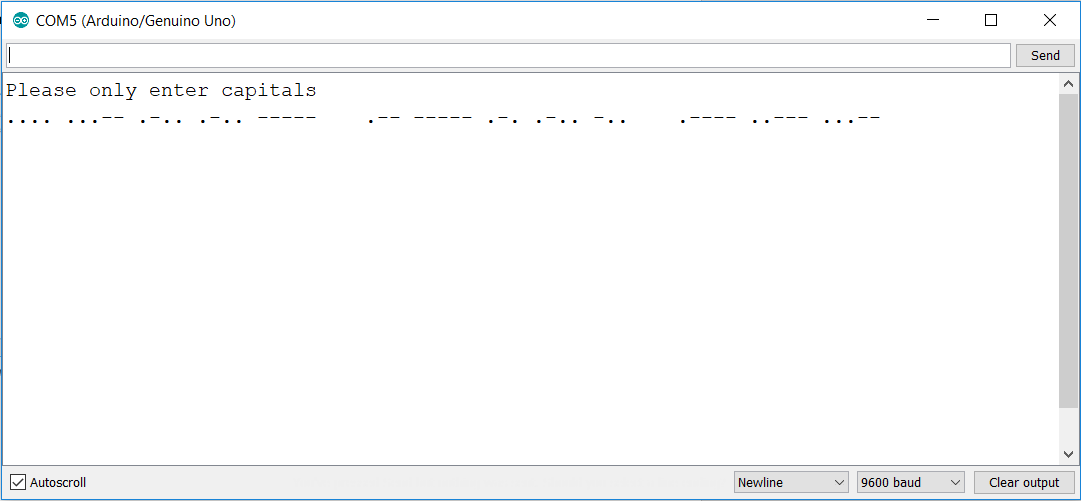 COM5 (Arduino/Genuino Uno)
Send
Please only enter capitals
.... ...-- .-.. .-.. -----    .-- ----- .-. .-.. -..    .---- ..--- ...--
Autoscroll
Newline
9600 baud
Clear output